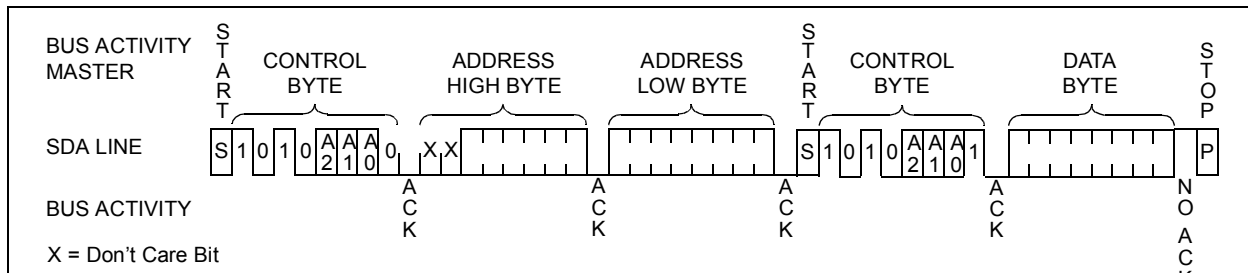 BUS ACTIVITY
MASTER
START
CONTROL
BYTE
ADDRESS
HIGH BYTE
ADDRESS
LOW BYTE
START
CONTROL
BYTE
DATA
BYTE
STOP
SDA LINE
S 1 0 1 0 A2 A1 A0 0 X X S 1 0 1 0 A2 A1 A0 1 P
BUS ACTIVITY
ACK
ACK
ACK
ACK
NO ACK
X = Don't Care Bit